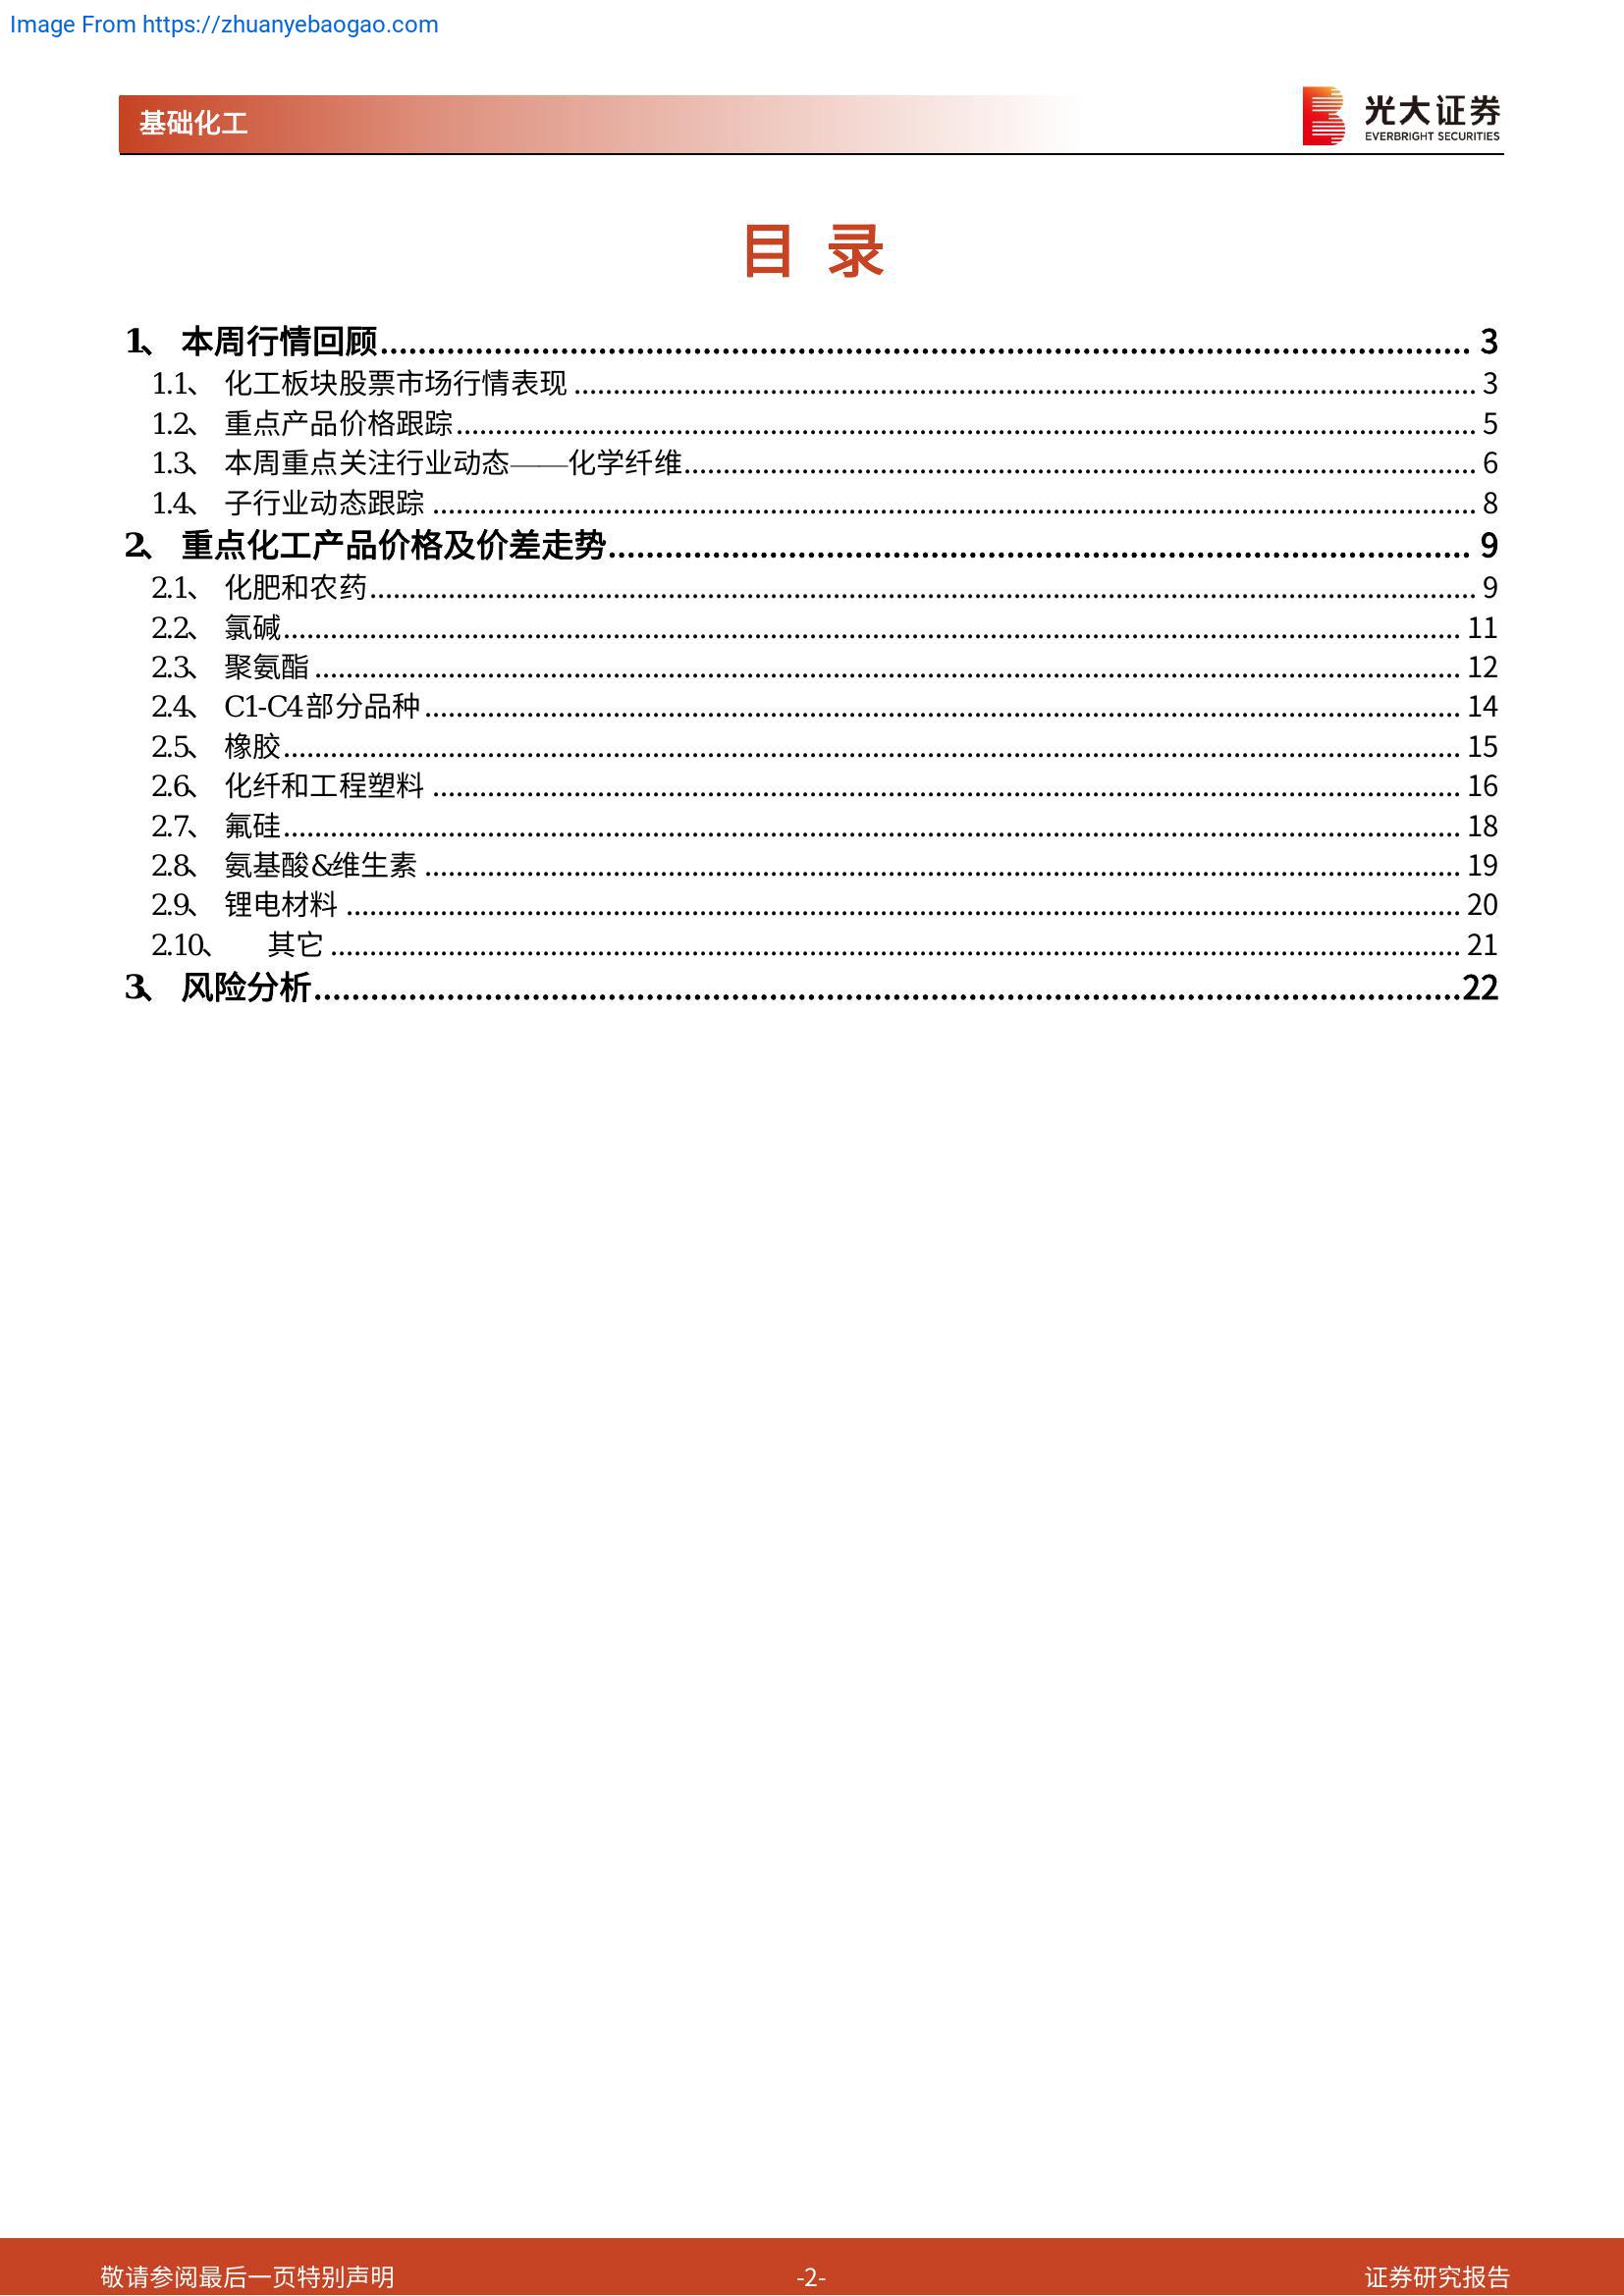 Image From https://zhuanyebaogao.com
基础化工
光大证券
EVERBRIGHT SECURITIES
目 录
1、 本周行情回顾 3
1.1、 化工板块股票市场行情表现 3
1.2、 重点产品价格跟踪 5
1.3、 本周重点关注行业动态——化学纤维 6
1.4、 子行业动态跟踪 8
2、 重点化工产品价格及价差走势 9
2.1、 化肥和农药 9
2.2、 氯碱 11
2.3、 聚氨酯 12
2.4、 C1-C4部分品种 14
2.5、 橡胶 15
2.6、 化纤和工程塑料 16
2.7、 氟硅 18
2.8、 氨基酸&维生素 19
2.9、 锂电材料 20
2.10、 其它 21
3、 风险分析 22
敬请参阅最后一页特别声明 -2- 证券研究报告